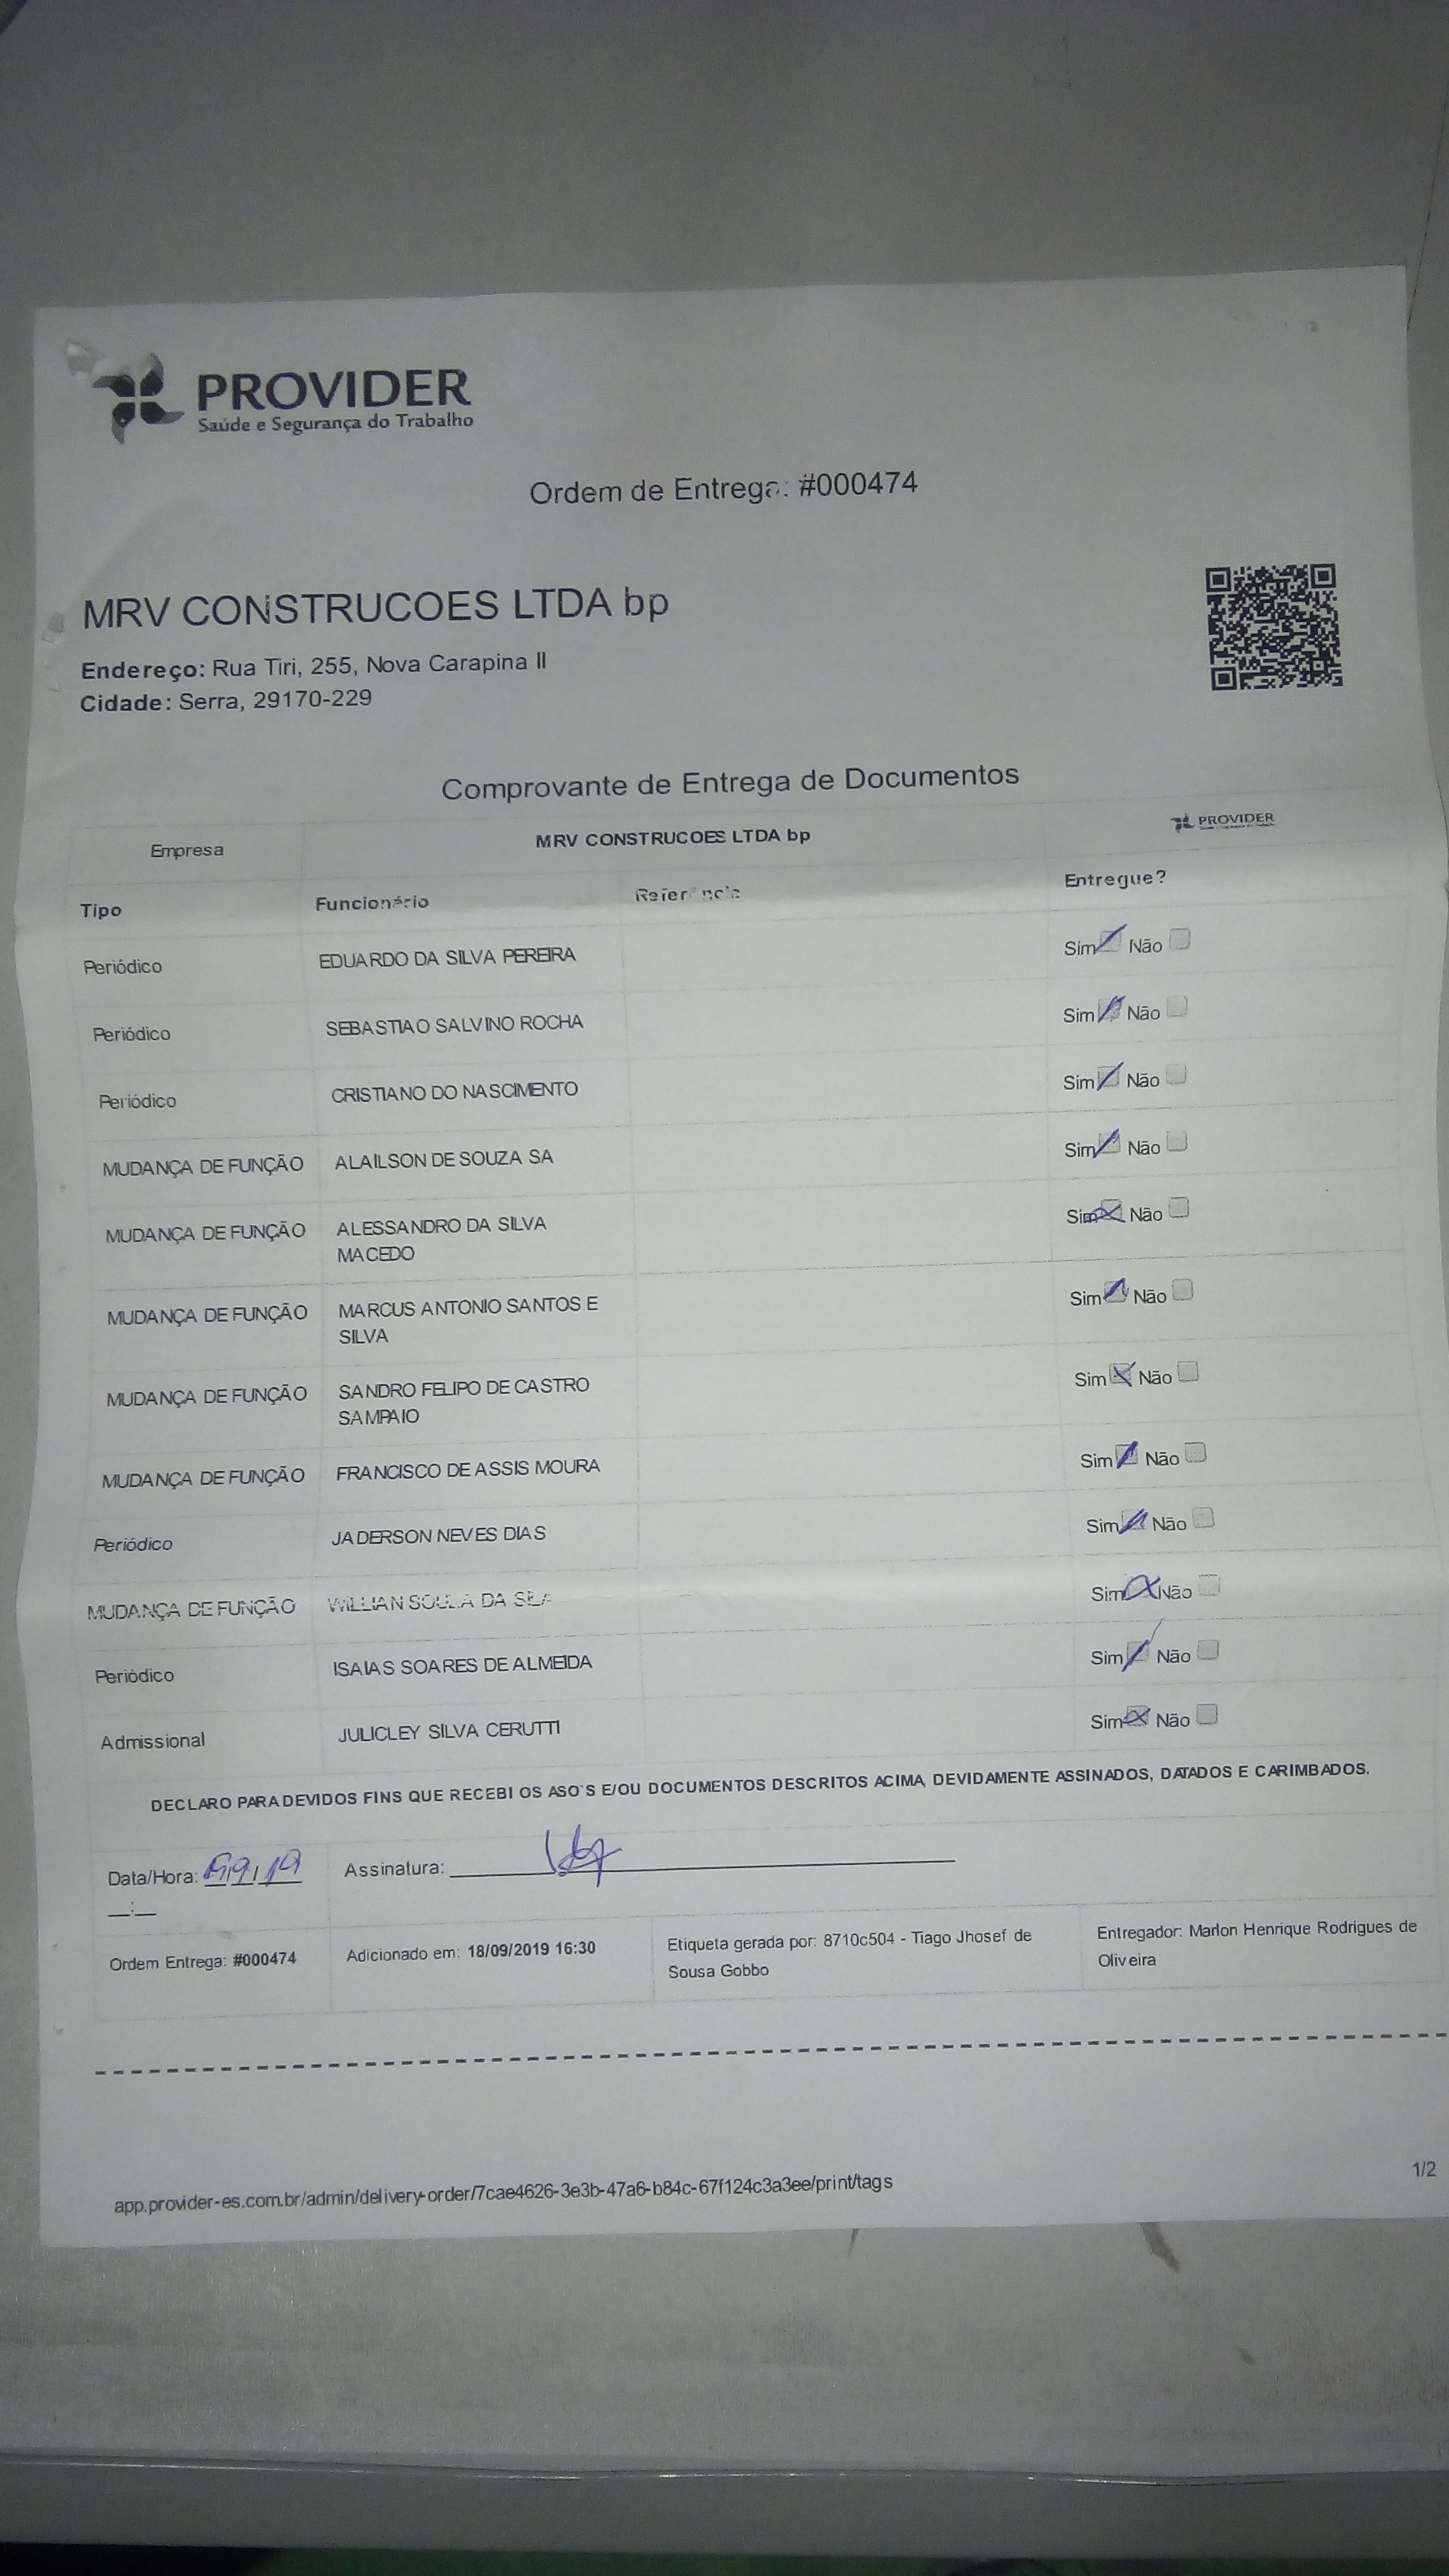 PROVIDER
Saúde e Segurança do Trabalho
Ordem de Entrega: #000474
MRV CONSTRUCOES LTDA bp
Endereço: Rua Tiri, 255, Nova Carapina II
Cidade: Serra, 29170-229
Comprovante de Entrega de Documentos
Empresa MRV CONSTRUCOES LTDA bp PROVIDER
Tipo Funcionário Referência Entregue?
Periódico EDUARDO DA SILVA PEREIRA Sim Não
Periódico SEBASTIAO SALVINO ROCHA Sim Não
Periódico CRISTIANO DO NASCIMENTO Sim Não
MUDANÇA DE FUNÇÃO ALAILSON DE SOUZA SA Sim Não
MUDANÇA DE FUNÇÃO ALESSANDRO DA SILVA Sim Não
MACEDO
MUDANÇA DE FUNÇÃO MARCUS ANTONIO SANTOS E Sim Não
SILVA
MUDANÇA DE FUNÇÃO SANDRO FELIPO DE CASTRO Sim Não
SAMPAIO
MUDANÇA DE FUNÇÃO FRANCISCO DE ASSIS MOURA Sim Não
Periódico JADERSON NEVES DIAS Sim Não
MUDANÇA DE FUNÇÃO WILLIAN DA Sim Não
Periódico ISAIAS SOARES DE ALMEIDA Sim Não
Admissional JULICLEY SILVA CERUTTI Sim Não
DECLARO PARA DEVIDOS FINS QUE RECEBI OS ASO'S E/OU DOCUMENTOS DESCRITOS ACIMA, DEVIDAMENTE ASSINADOS, DATADOS E CARIMBADOS.
Data/Hora: Assinatura:
Ordem Entrega: #000474 Adicionado em: 18/09/2019 16:30 Etiqueta gerada por: 8710c504 - Tiago Jhosef de Entregador: Marlon Henrique Rodrigues de
Sousa Gobbo Oliveira
app.provider-es.com.br/admin/delivery-order/7cae4626-3e3b-47a6-b84c-67f124c3a3ee/print/tags 1/2